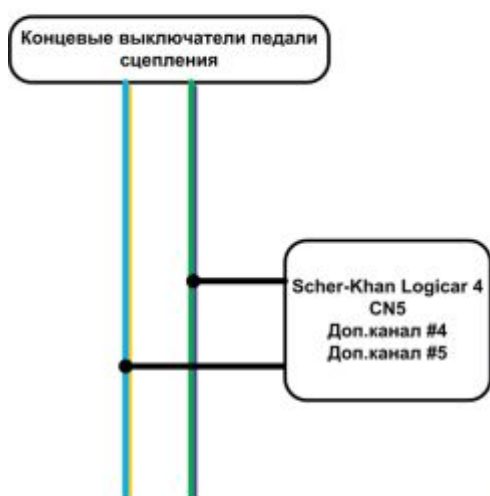 Концевые выключатели педали
сцепления
Scher-Khan Logicar 4
CN5
Доп.канал #4
Доп.канал #5